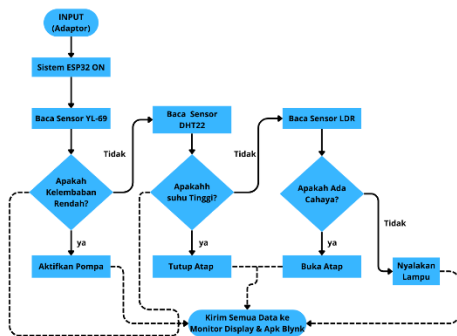 INPUT
(Adaptor)
Sistem ESP32 ON
Baca Sensor YL-69
Apakah
Kelembaban
Rendah?
ya
Aktifkan Pompa
Tidak
Baca Sensor
DHT22
Apakahh
suhu Tinggi?
ya
Tutup Atap
Tidak
Baca Sensor LDR
Apakah Ada
Cahaya?
ya
Buka Atap
Tidak
Nyalakan
Lampu
Kirim Semua Data ke
Monitor Display & Apk Blynk